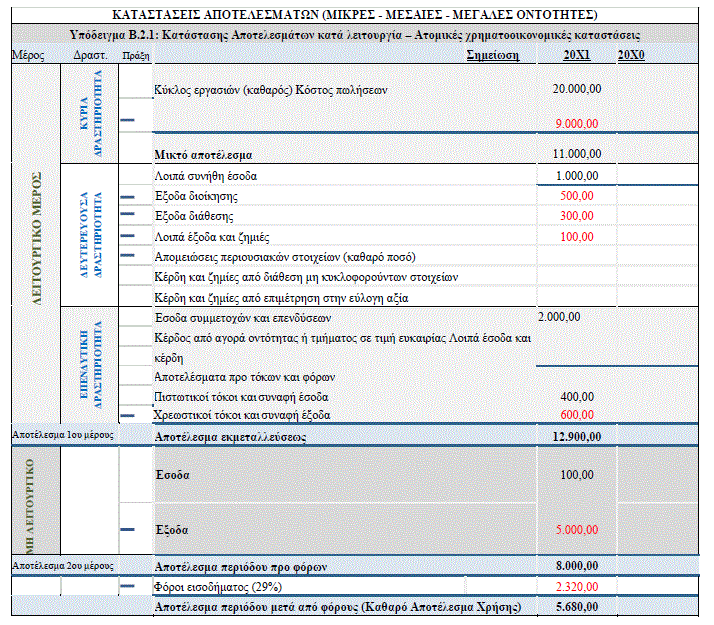 ΚΑΤΑΣΤΑΣΕΙΣ ΑΠΟΤΕΛΕΣΜΑΤΩΝ (ΜΙΚΡΕΣ - ΜΕΣΑΙΕΣ - ΜΕΓΑΛΕΣ ΟΝΤΟΤΗΤΕΣ)
Υπόδειγμα Β.2.1: Κατάστασης Αποτελεσμάτων κατά λειτουργία – Ατομικές χρηματοοικονομικές καταστάσεις
Μέρος Δραστ. Πράξη Σημείωση 20Χ1 20Χ0
ΛΕΙΤΟΥΡΓΙΚΟ ΜΕΡΟΣ
ΚΥΡΙΑ
ΔΡΑΣΤΗΡΙΟΤΗΤΑ
Κύκλος εργασιών (καθαρός) Κόστος πωλήσεων 20.000,00
— 9.000,00
Μικτό αποτέλεσμα 11.000,00
ΔΕΥΤΕΡΕΥΟΥΣΑ
ΔΡΑΣΤΗΡΙΟΤΗΤΑ
Λοιπά συνήθη έσοδα 1.000,00
— Εξοδα διοίκησης 500,00
— Εξοδα διάθεσης 300,00
— Λοιπά έξοδα και ζημιές 100,00
— Απομειώσεις περιουσιακών στοιχείων (καθαρό ποσό)
Κέρδη και ζημίες από διάθεση μη κυκλοφορούντων στοιχείων
Κέρδη και ζημίες από επιμέτρηση στην εύλογη αξία
ΕΠΕΝΔΥΤΙΚΗ
ΔΡΑΣΤΗΡΙΟΤΗΤΑ
Εσοδα συμμετοχών και επενδύσεων 2.000,00
Κέρδος από αγορά οντότητας ή τμήματος σε τιμή ευκαιρίας Λοιπά έσοδα και
κέρδη
Αποτελέσματα προ τόκων και φόρων
Πιστωτικοί τόκοι και συναφή έσοδα 400,00
— Χρεωστικοί τόκοι και συναφή έξοδα 600,00
Αποτέλεσμα 1ου μέρους Αποτέλεσμα εκμεταλλεύσεως 12.900,00
ΜΗ ΛΕΙΤΟΥΡΓΙΚΟ
Εσοδα 100,00
— Εξοδα 5.000,00
Αποτέλεσμα 2ου μέρους Αποτέλεσμα περιόδου προ φόρων 8.000,00
— Φόροι εισοδήματος (29%) 2.320,00
Αποτέλεσμα περιόδου μετά από φόρους (Καθαρό Αποτέλεσμα Χρήσης) 5.680,00